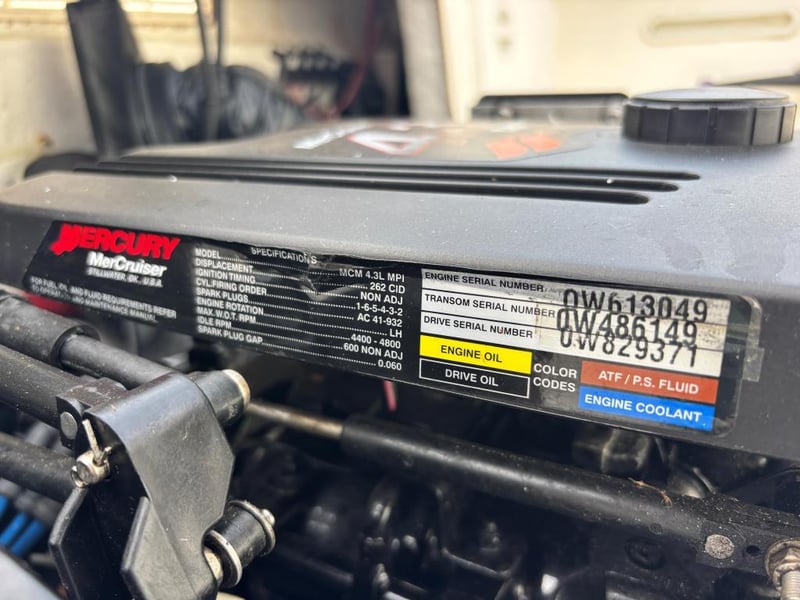 MERCURY
MerCruiser
STILLWATER, OK., U.S.A.
FOR FUEL, OIL, AND FLUID REQUIREMENTS REFER
TO OPERATION AND MAINTENANCE MANUAL
SPECIFICATIONS
MODEL MCM 4.3L MPI
DISPLACEMENT 262 CID
IGNITION TIMING NON ADJ
CYL.FIRING ORDER 1-6-5-4-3-2
SPARK PLUGS AC 41-932
ENGINE ROTATION LH
MAX. W.O.T. RPM 4400 - 4800
IDLE RPM 600 NON ADJ
SPARK PLUG GAP 0.060
ENGINE SERIAL NUMBER 0W613049
TRANSOM SERIAL NUMBER 0W486149
DRIVE SERIAL NUMBER 0W829371
ENGINE OIL
DRIVE OIL
COLOR
CODES
ATF / P.S. FLUID
ENGINE COOLANT